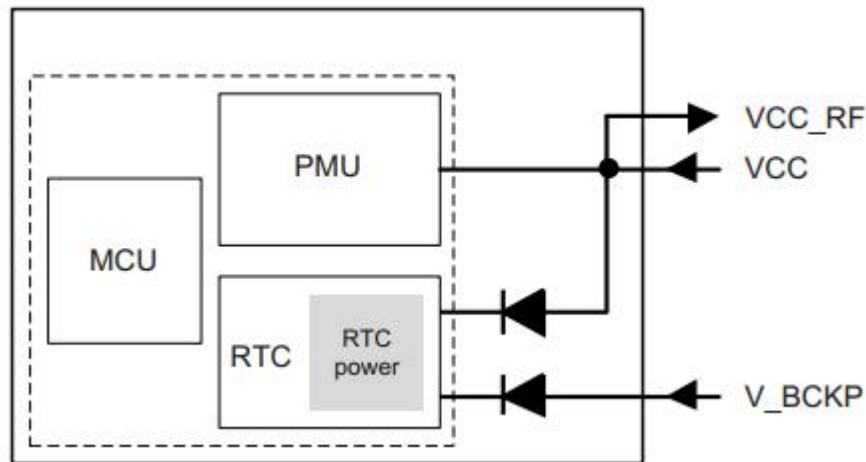 VCC_RF
PMU
VCC
MCU
RTC
RTC
power
V_BCKP